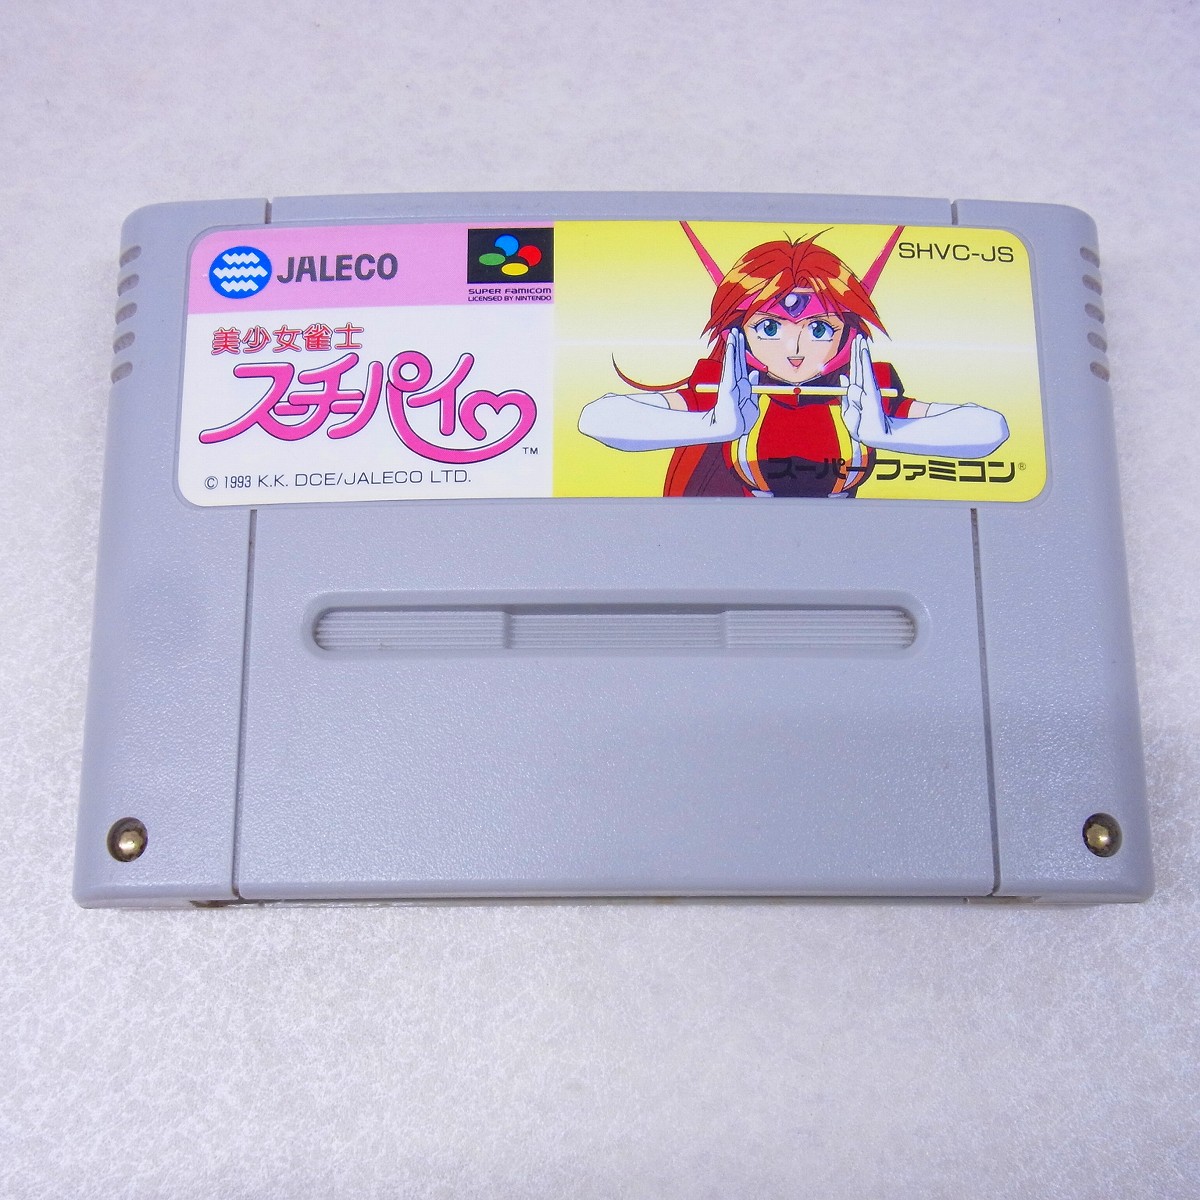 JALECO
SUPER FAMICOM
LICENSED BY NINTENDO
SHVC-JS
美少女雀士
スーチーパイ
TM
© 1993 K.K. DCE/JALECO LTD.
スーパーファミコン®